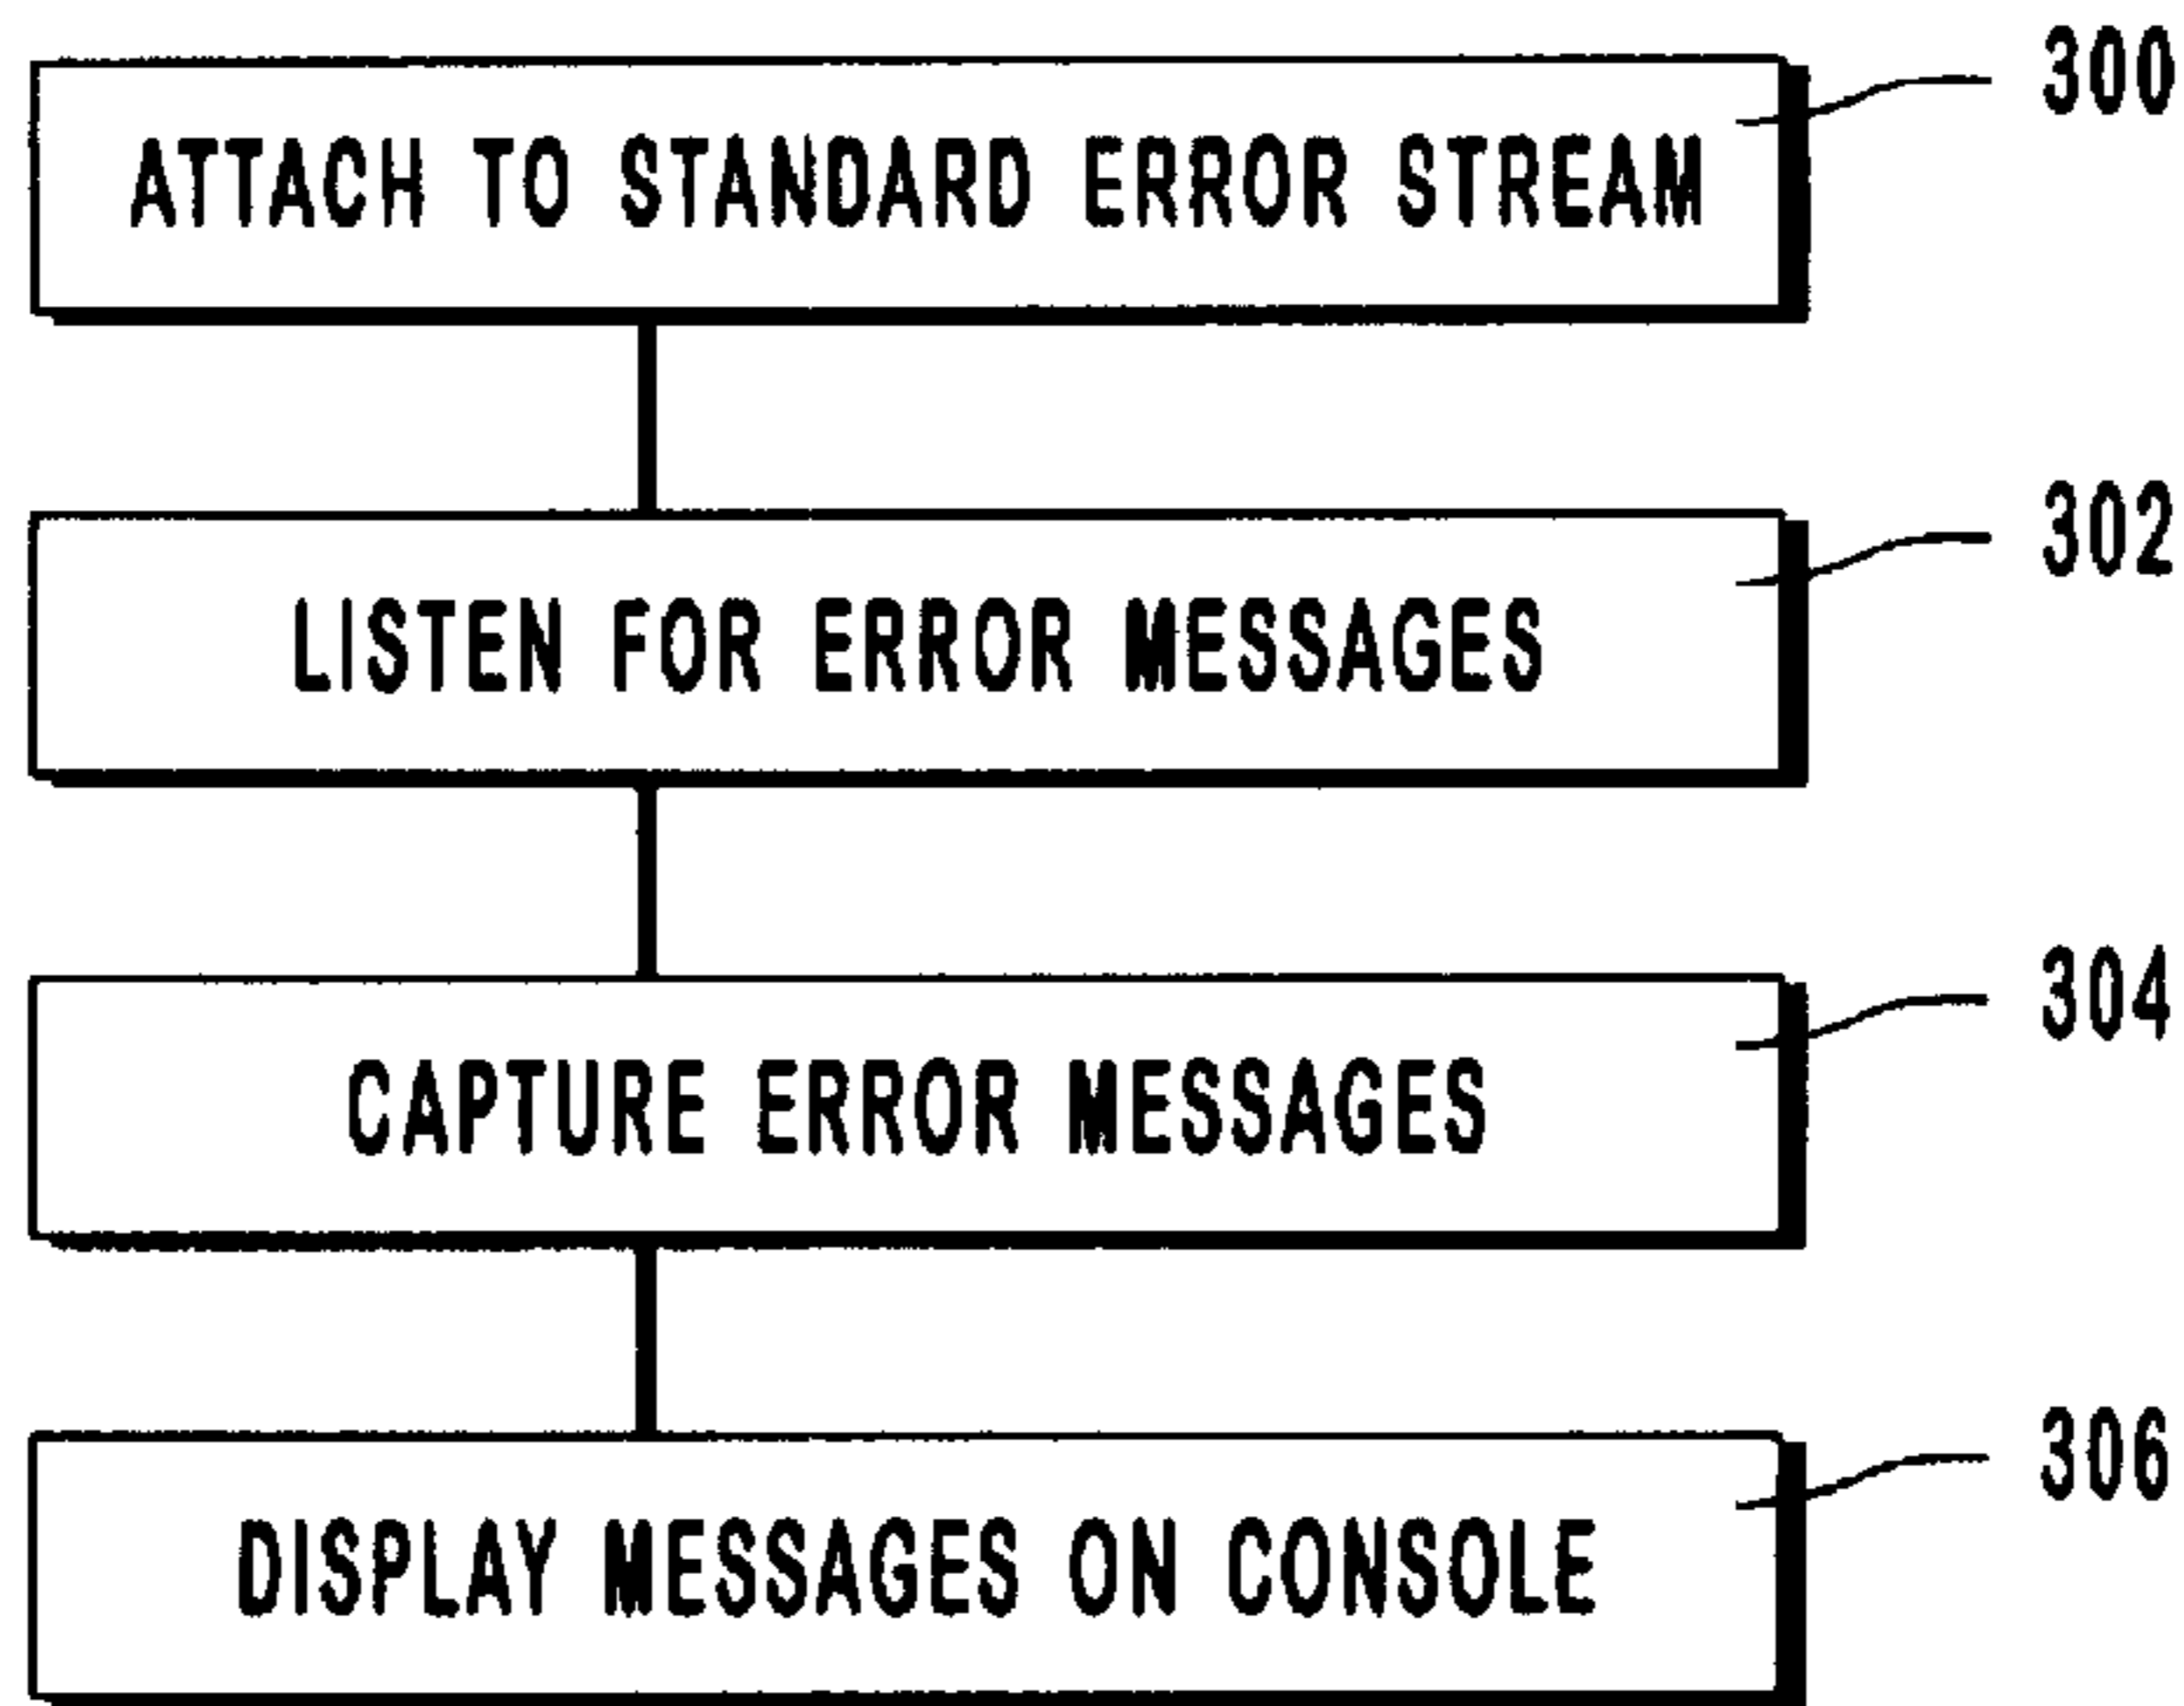 300
ATTACH TO STANDARD ERROR STREAM
302
LISTEN FOR ERROR MESSAGES
304
CAPTURE ERROR MESSAGES
306
DISPLAY MESSAGES ON CONSOLE